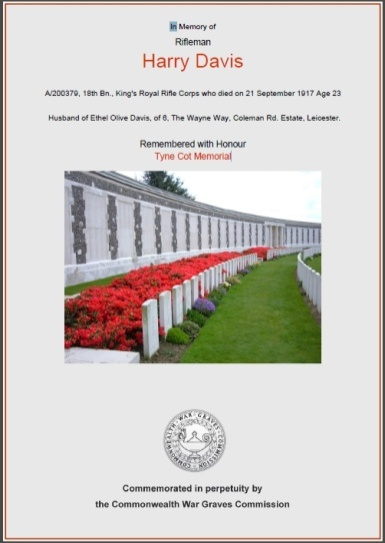 In Memory of
Rifleman
Harry Davis
A/200379, 18th Bn., King's Royal Rifle Corps who died on 21 September 1917 Age 23
Husband of Ethel Olive Davis, of 6, The Wayne Way, Coleman Rd. Estate, Leicester.
Remembered with Honour
Tyne Cot Memorial
COMMONWEALTH · WAR · GRAVES · COMMISSION
Commemorated in perpetuity by
the Commonwealth War Graves Commission